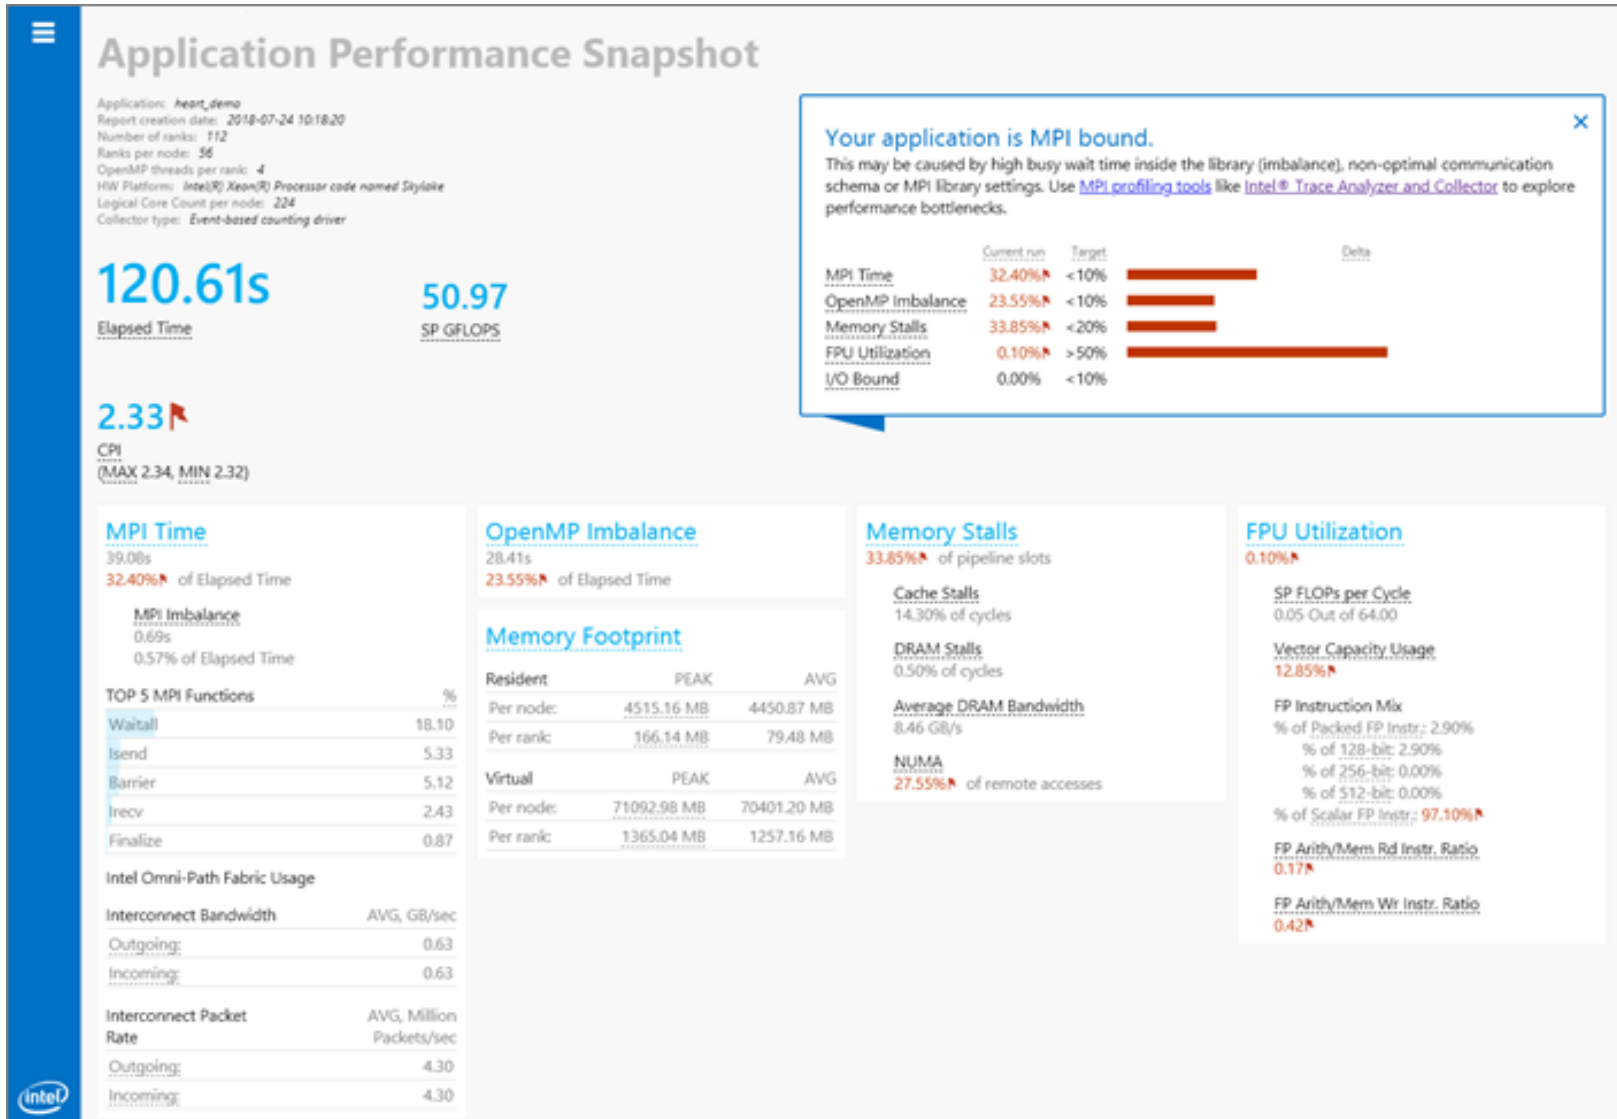 Application Performance Snapshot
Application: heart_demo
Report creation date: 2018-07-24 10:18:20
Number of ranks: 112
Ranks per node: 56
OpenMP threads per rank: 4
HW Platform: Intel(R) Xeon(R) Processor code named Skylake
Logical Core Count per node: 224
Collector type: Event-based counting driver
120.61s
Elapsed Time
50.97
SP GFLOPS
2.33
CPI
(MAX 2.34, MIN 2.32)
Your application is MPI bound.
This may be caused by high busy wait time inside the library (imbalance), non-optimal communication
schema or MPI library settings. Use MPI profiling tools like Intel® Trace Analyzer and Collector to explore
performance bottlenecks.
Current run Target Delta
MPI Time 32.40% <10%
OpenMP Imbalance 23.55% <10%
Memory Stalls 33.85% <20%
FPU Utilization 0.10% >50%
I/O Bound 0.00% <10%
MPI Time
39.08s
32.40% of Elapsed Time
MPI Imbalance
0.69s
0.57% of Elapsed Time
TOP 5 MPI Functions %
Waitall 18.10
Isend 5.33
Barrier 5.12
Irecv 2.43
Finalize 0.87
Intel Omni-Path Fabric Usage
Interconnect Bandwidth AVG, GB/sec
Outgoing: 0.63
Incoming: 0.63
Interconnect Packet AVG, Million
Rate Packets/sec
Outgoing: 4.30
Incoming: 4.30
OpenMP Imbalance
28.41s
23.55% of Elapsed Time
Memory Footprint
Resident PEAK AVG
Per node: 4515.16 MB 4450.87 MB
Per rank: 166.14 MB 79.48 MB
Virtual PEAK AVG
Per node: 71092.98 MB 70401.20 MB
Per rank: 1365.04 MB 1257.16 MB
Memory Stalls
33.85% of pipeline slots
Cache Stalls
14.30% of cycles
DRAM Stalls
0.50% of cycles
Average DRAM Bandwidth
8.46 GB/s
NUMA
27.55% of remote accesses
FPU Utilization
0.10%
SP FLOPs per Cycle
0.05 Out of 64.00
Vector Capacity Usage
12.85%
FP Instruction Mix
% of Packed FP Instr.: 2.90%
% of 128-bit: 2.90%
% of 256-bit: 0.00%
% of 512-bit: 0.00%
% of Scalar FP Instr.: 97.10%
FP Arith/Mem Rd Instr. Ratio
0.17
FP Arith/Mem Wr Instr. Ratio
0.42
intel